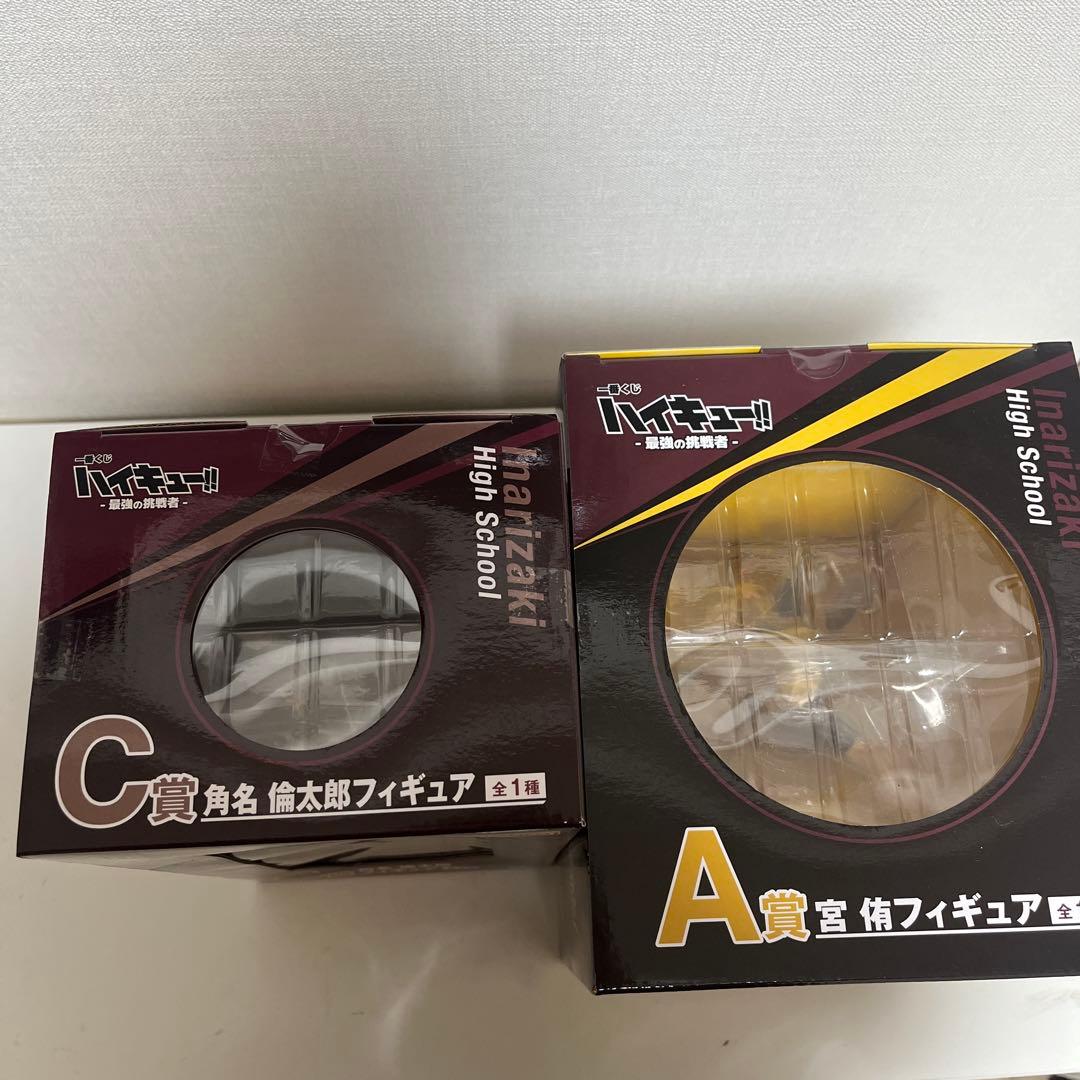 一番くじ
ハイキュー!!
- 最強の挑戦者 -
Inarizaki
High School
C賞 角名 倫太郎フィギュア 全1種
一番くじ
ハイキュー!!
- 最強の挑戦者 -
Inarizaki
High School
A賞 宮 侑フィギュア 全